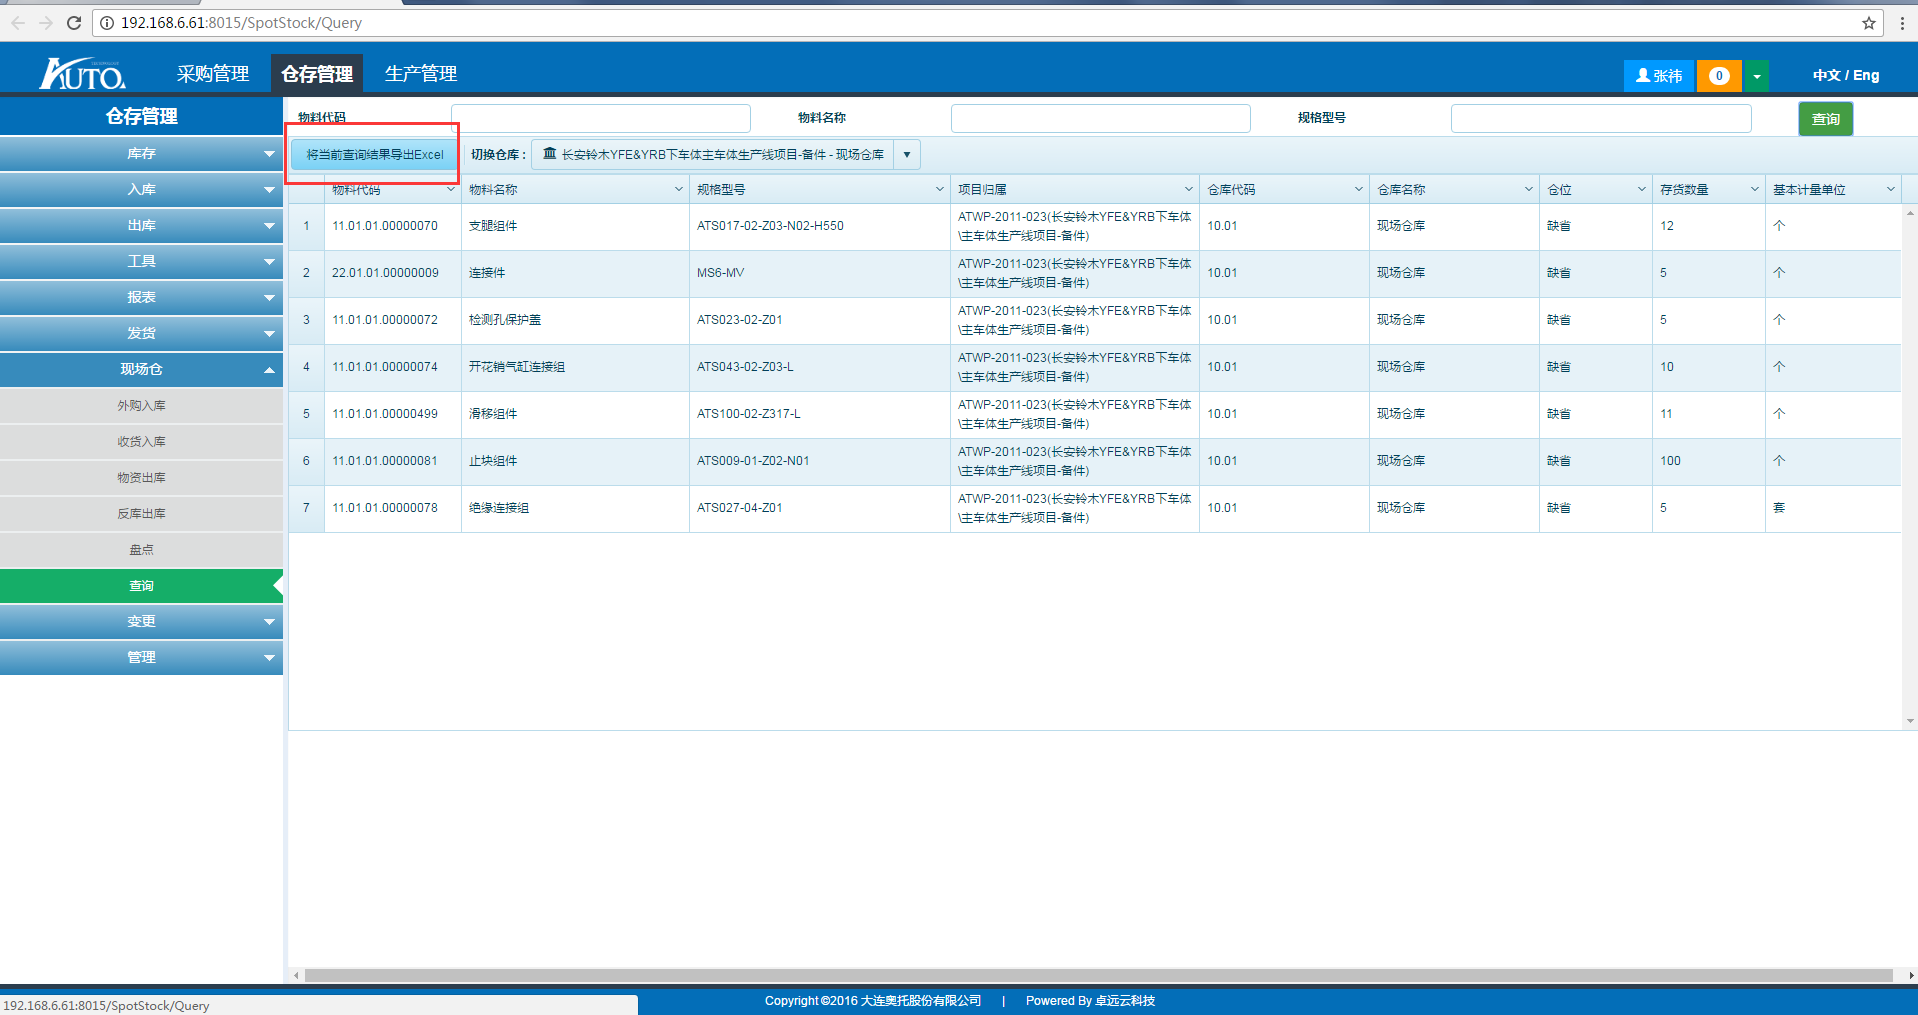 192.168.6.61:8015/SpotStock/Query
AUTO.
采购管理
仓存管理
生产管理
张祎
0
中文 / Eng
仓存管理
库存
入库
出库
工具
报表
发货
现场仓
外购入库
收货入库
物资出库
反库出库
盘点
查询
变更
管理
物料代码
物料名称
规格型号
查询
将当前查询结果导出Excel
切换仓库：
长安铃木YFE&YRB下车体主车体生产线项目-备件 - 现场仓库
物料代码 物料名称 规格型号 项目归属 仓库代码 仓库名称 仓位 存货数量 基本计量单位
1 11.01.01.00000070 支腿组件 ATS017-02-Z03-N02-H550 ATWP-2011-023(长安铃木YFE&YRB下车体 10.01 现场仓库 缺省 12 个
\主车体生产线项目-备件)
2 22.01.01.00000009 连接件 MS6-MV ATWP-2011-023(长安铃木YFE&YRB下车体 10.01 现场仓库 缺省 5 个
\主车体生产线项目-备件)
3 11.01.01.00000072 检测孔保护盖 ATS023-02-Z01 ATWP-2011-023(长安铃木YFE&YRB下车体 10.01 现场仓库 缺省 5 个
\主车体生产线项目-备件)
4 11.01.01.00000074 开花销气缸连接组 ATS043-02-Z03-L ATWP-2011-023(长安铃木YFE&YRB下车体 10.01 现场仓库 缺省 10 个
\主车体生产线项目-备件)
5 11.01.01.00000499 滑移组件 ATS100-02-Z317-L ATWP-2011-023(长安铃木YFE&YRB下车体 10.01 现场仓库 缺省 11 个
\主车体生产线项目-备件)
6 11.01.01.00000081 止块组件 ATS009-01-Z02-N01 ATWP-2011-023(长安铃木YFE&YRB下车体 10.01 现场仓库 缺省 100 个
\主车体生产线项目-备件)
7 11.01.01.00000078 绝缘连接组 ATS027-04-Z01 ATWP-2011-023(长安铃木YFE&YRB下车体 10.01 现场仓库 缺省 5 套
\主车体生产线项目-备件)
Copyright ©2016 大连奥托股份有限公司 | Powered By 卓远云科技
192.168.6.61:8015/SpotStock/Query